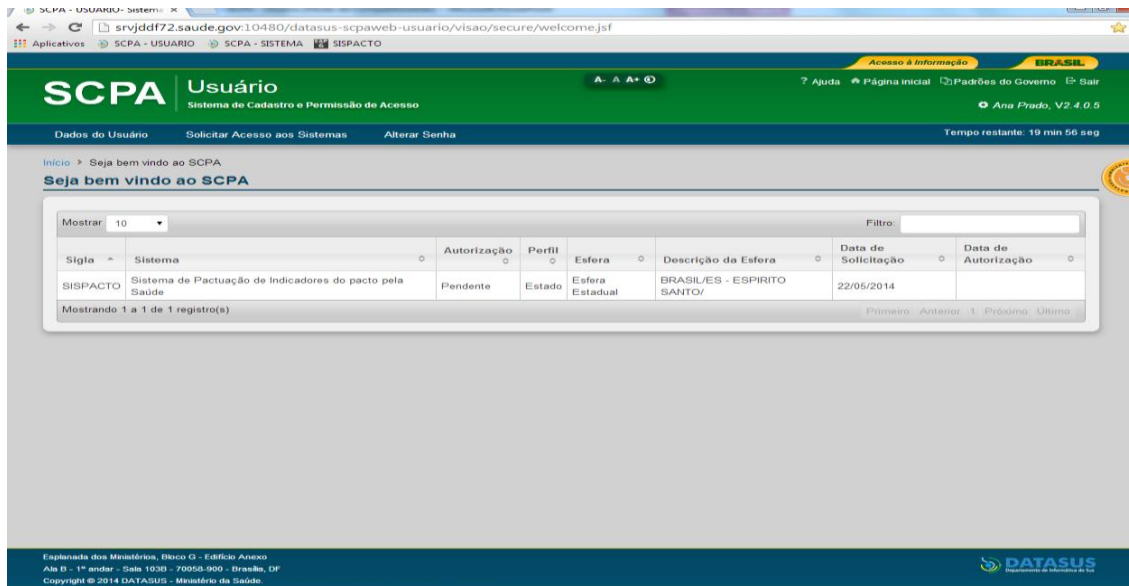 SCPA - USUARIO- Sistema
srvjddf72.saude.gov:10480/datasus-scpaweb-usuario/visao/secure/welcome.jsf
Aplicativos SCPA - USUARIO SCPA - SISTEMA SISPACTO
Acesso à Informação BRASIL
SCPA Usuário
Sistema de Cadastro e Permissão de Acesso
A- A A+
? Ajuda Página inicial Padrões do Governo Sair
Ana Prado, V2.4.0.5
Dados do Usuário Solicitar Acesso aos Sistemas Alterar Senha Tempo restante: 19 min 56 seg
Início Seja bem vindo ao SCPA
Seja bem vindo ao SCPA
Mostrar 10 Filtro:
Sigla Sistema Autorização Perfil Esfera Descrição da Esfera Data de Solicitação Data de Autorização
SISPACTO Sistema de Pactuação de Indicadores do pacto pela Saúde Pendente Estado Esfera Estadual BRASIL/ES - ESPIRITO SANTO/ 22/05/2014
Mostrando 1 a 1 de 1 registro(s) Primeiro Anterior 1 Próximo Último
Esplanada dos Ministérios, Bloco G - Edifício Anexo
Ala B - 1º andar - Sala 103B - 70058-900 - Brasília, DF
Copyright © 2014 DATASUS - Ministério da Saúde.
DATASUS
Departamento de Informática do Sus